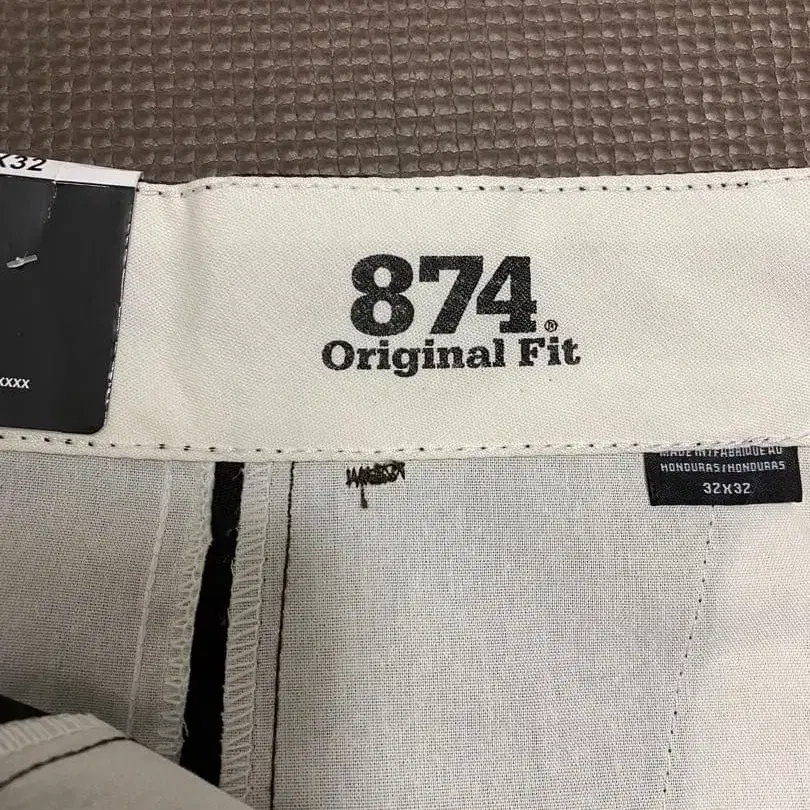 X32
XXXX
874®
Original Fit
MADE IN/FABRIQUE AU
HONDURAS/HONDURAS
32X32